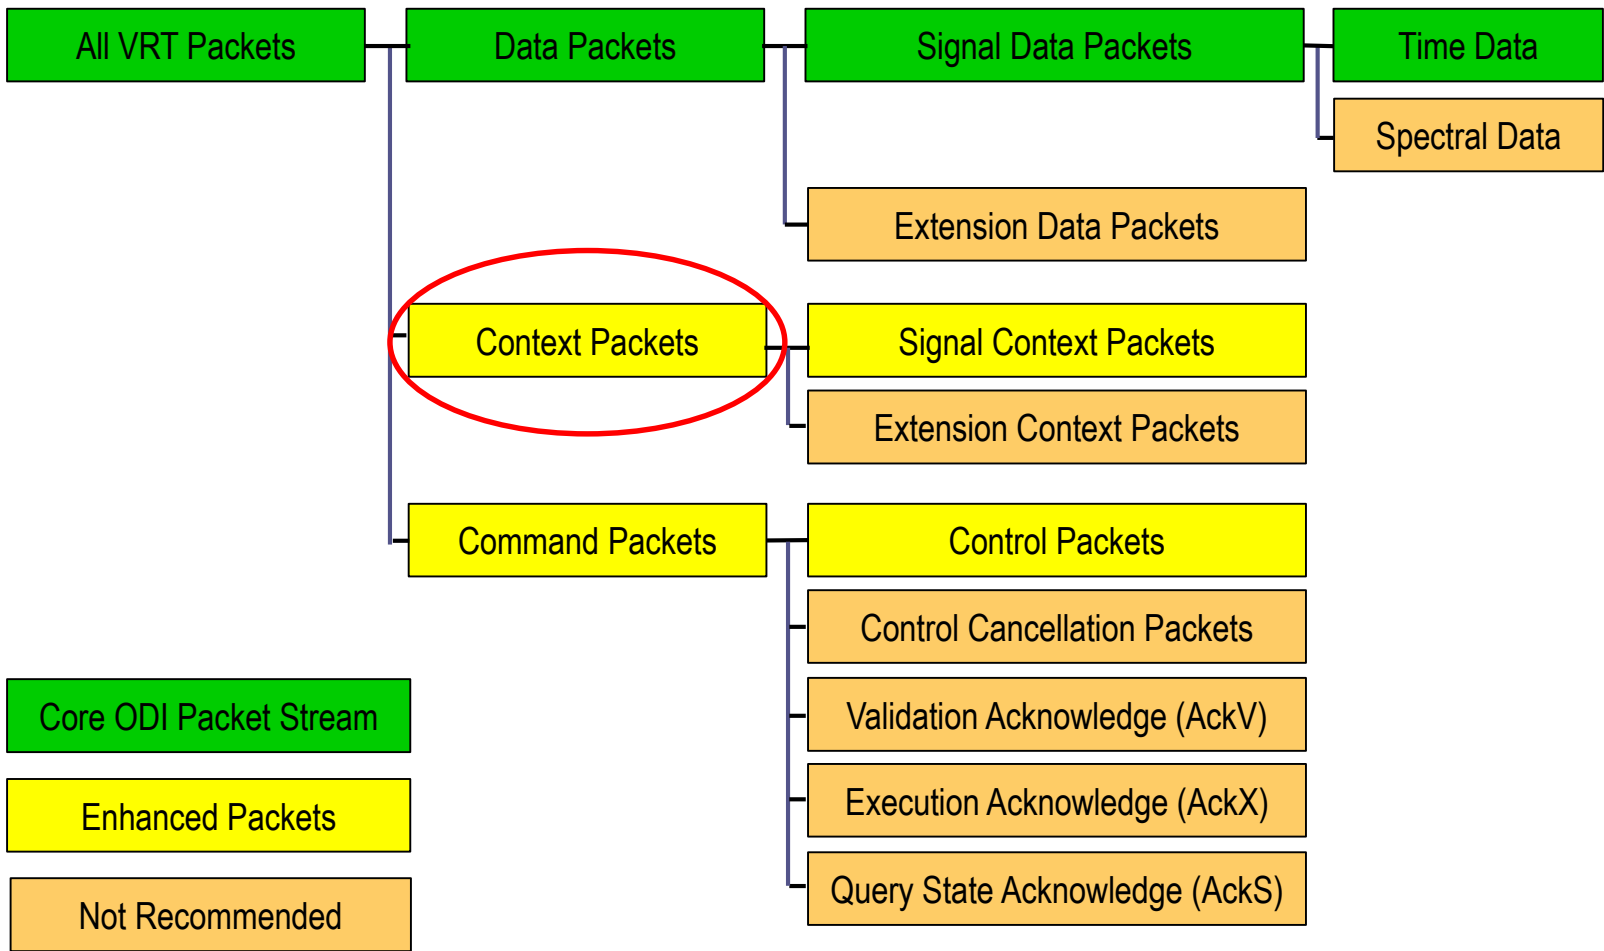 All VRT Packets
Data Packets
Signal Data Packets
Time Data
Spectral Data
Extension Data Packets
Context Packets
Signal Context Packets
Extension Context Packets
Command Packets
Control Packets
Control Cancellation Packets
Validation Acknowledge (AckV)
Execution Acknowledge (AckX)
Query State Acknowledge (AckS)
Core ODI Packet Stream
Enhanced Packets
Not Recommended